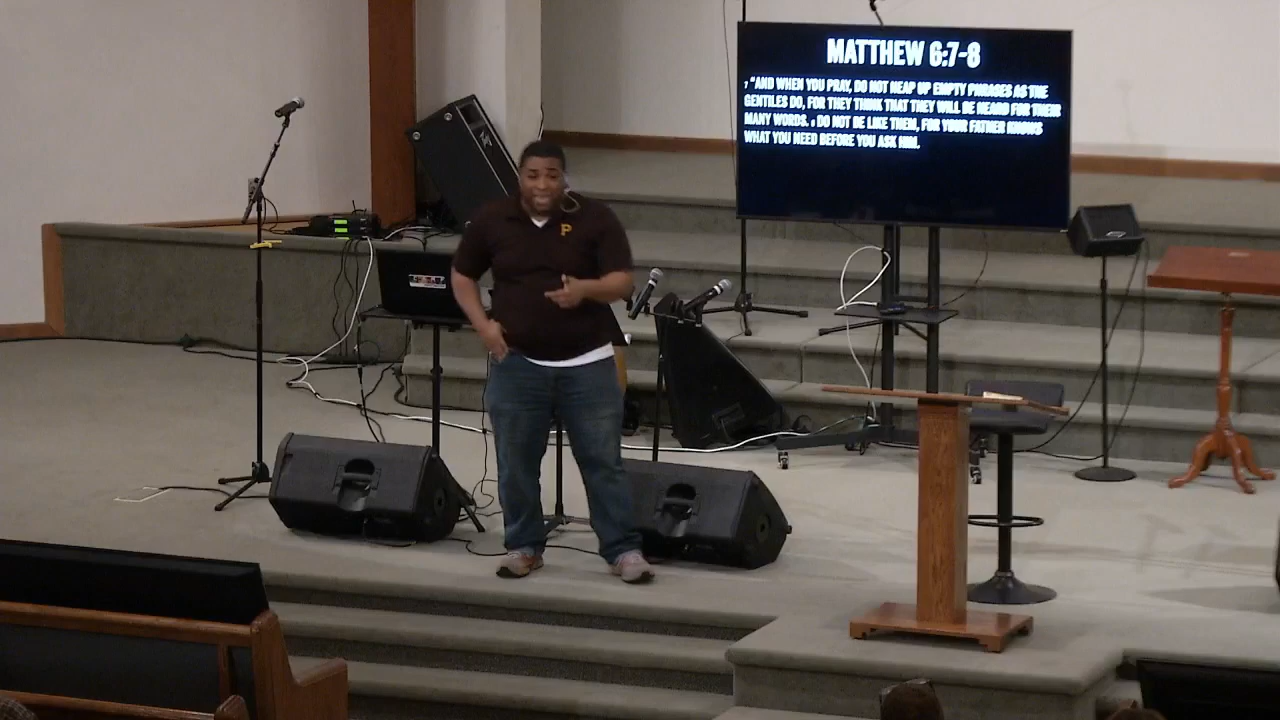 MATTHEW 6:7-8
7 "AND WHEN YOU PRAY, DO NOT HEAP UP EMPTY PHRASES AS THE
GENTILES DO, FOR THEY THINK THAT THEY WILL BE HEARD FOR THEIR
MANY WORDS. 8 DO NOT BE LIKE THEM, FOR YOUR FATHER KNOWS
WHAT YOU NEED BEFORE YOU ASK HIM.
P